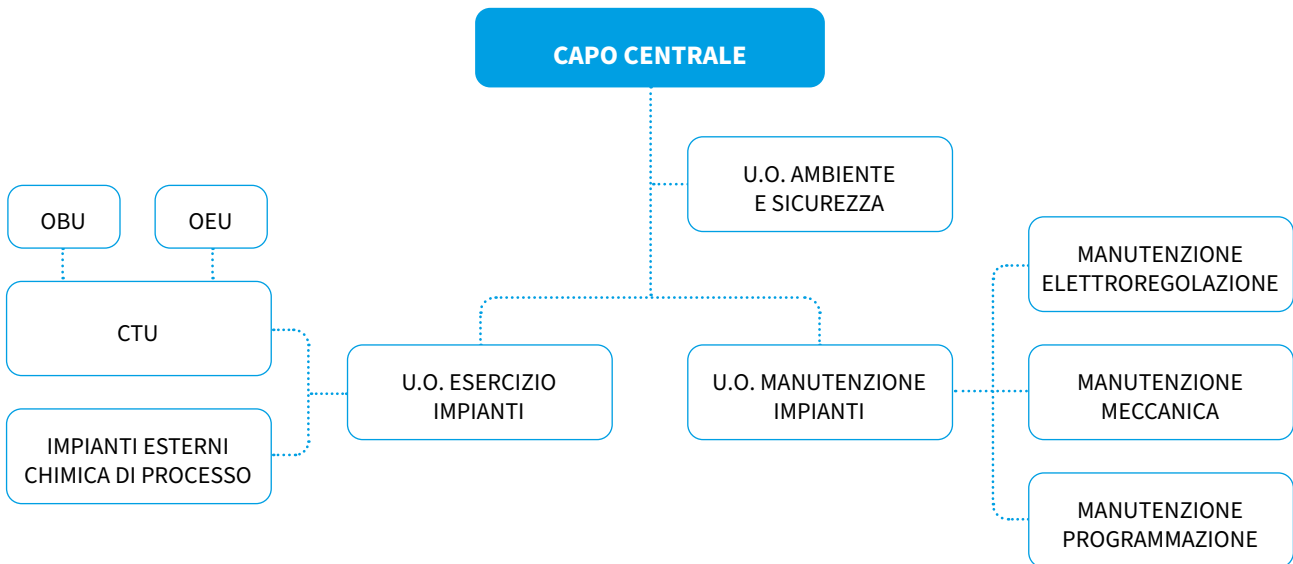 CAPO CENTRALE
U.O. AMBIENTE
E SICUREZZA
OBU
OEU
CTU
IMPIANTI ESTERNI
CHIMICA DI PROCESSO
U.O. ESERCIZIO
IMPIANTI
U.O. MANUTENZIONE
IMPIANTI
MANUTENZIONE
ELETTROREGOLAZIONE
MANUTENZIONE
MECCANICA
MANUTENZIONE
PROGRAMMAZIONE